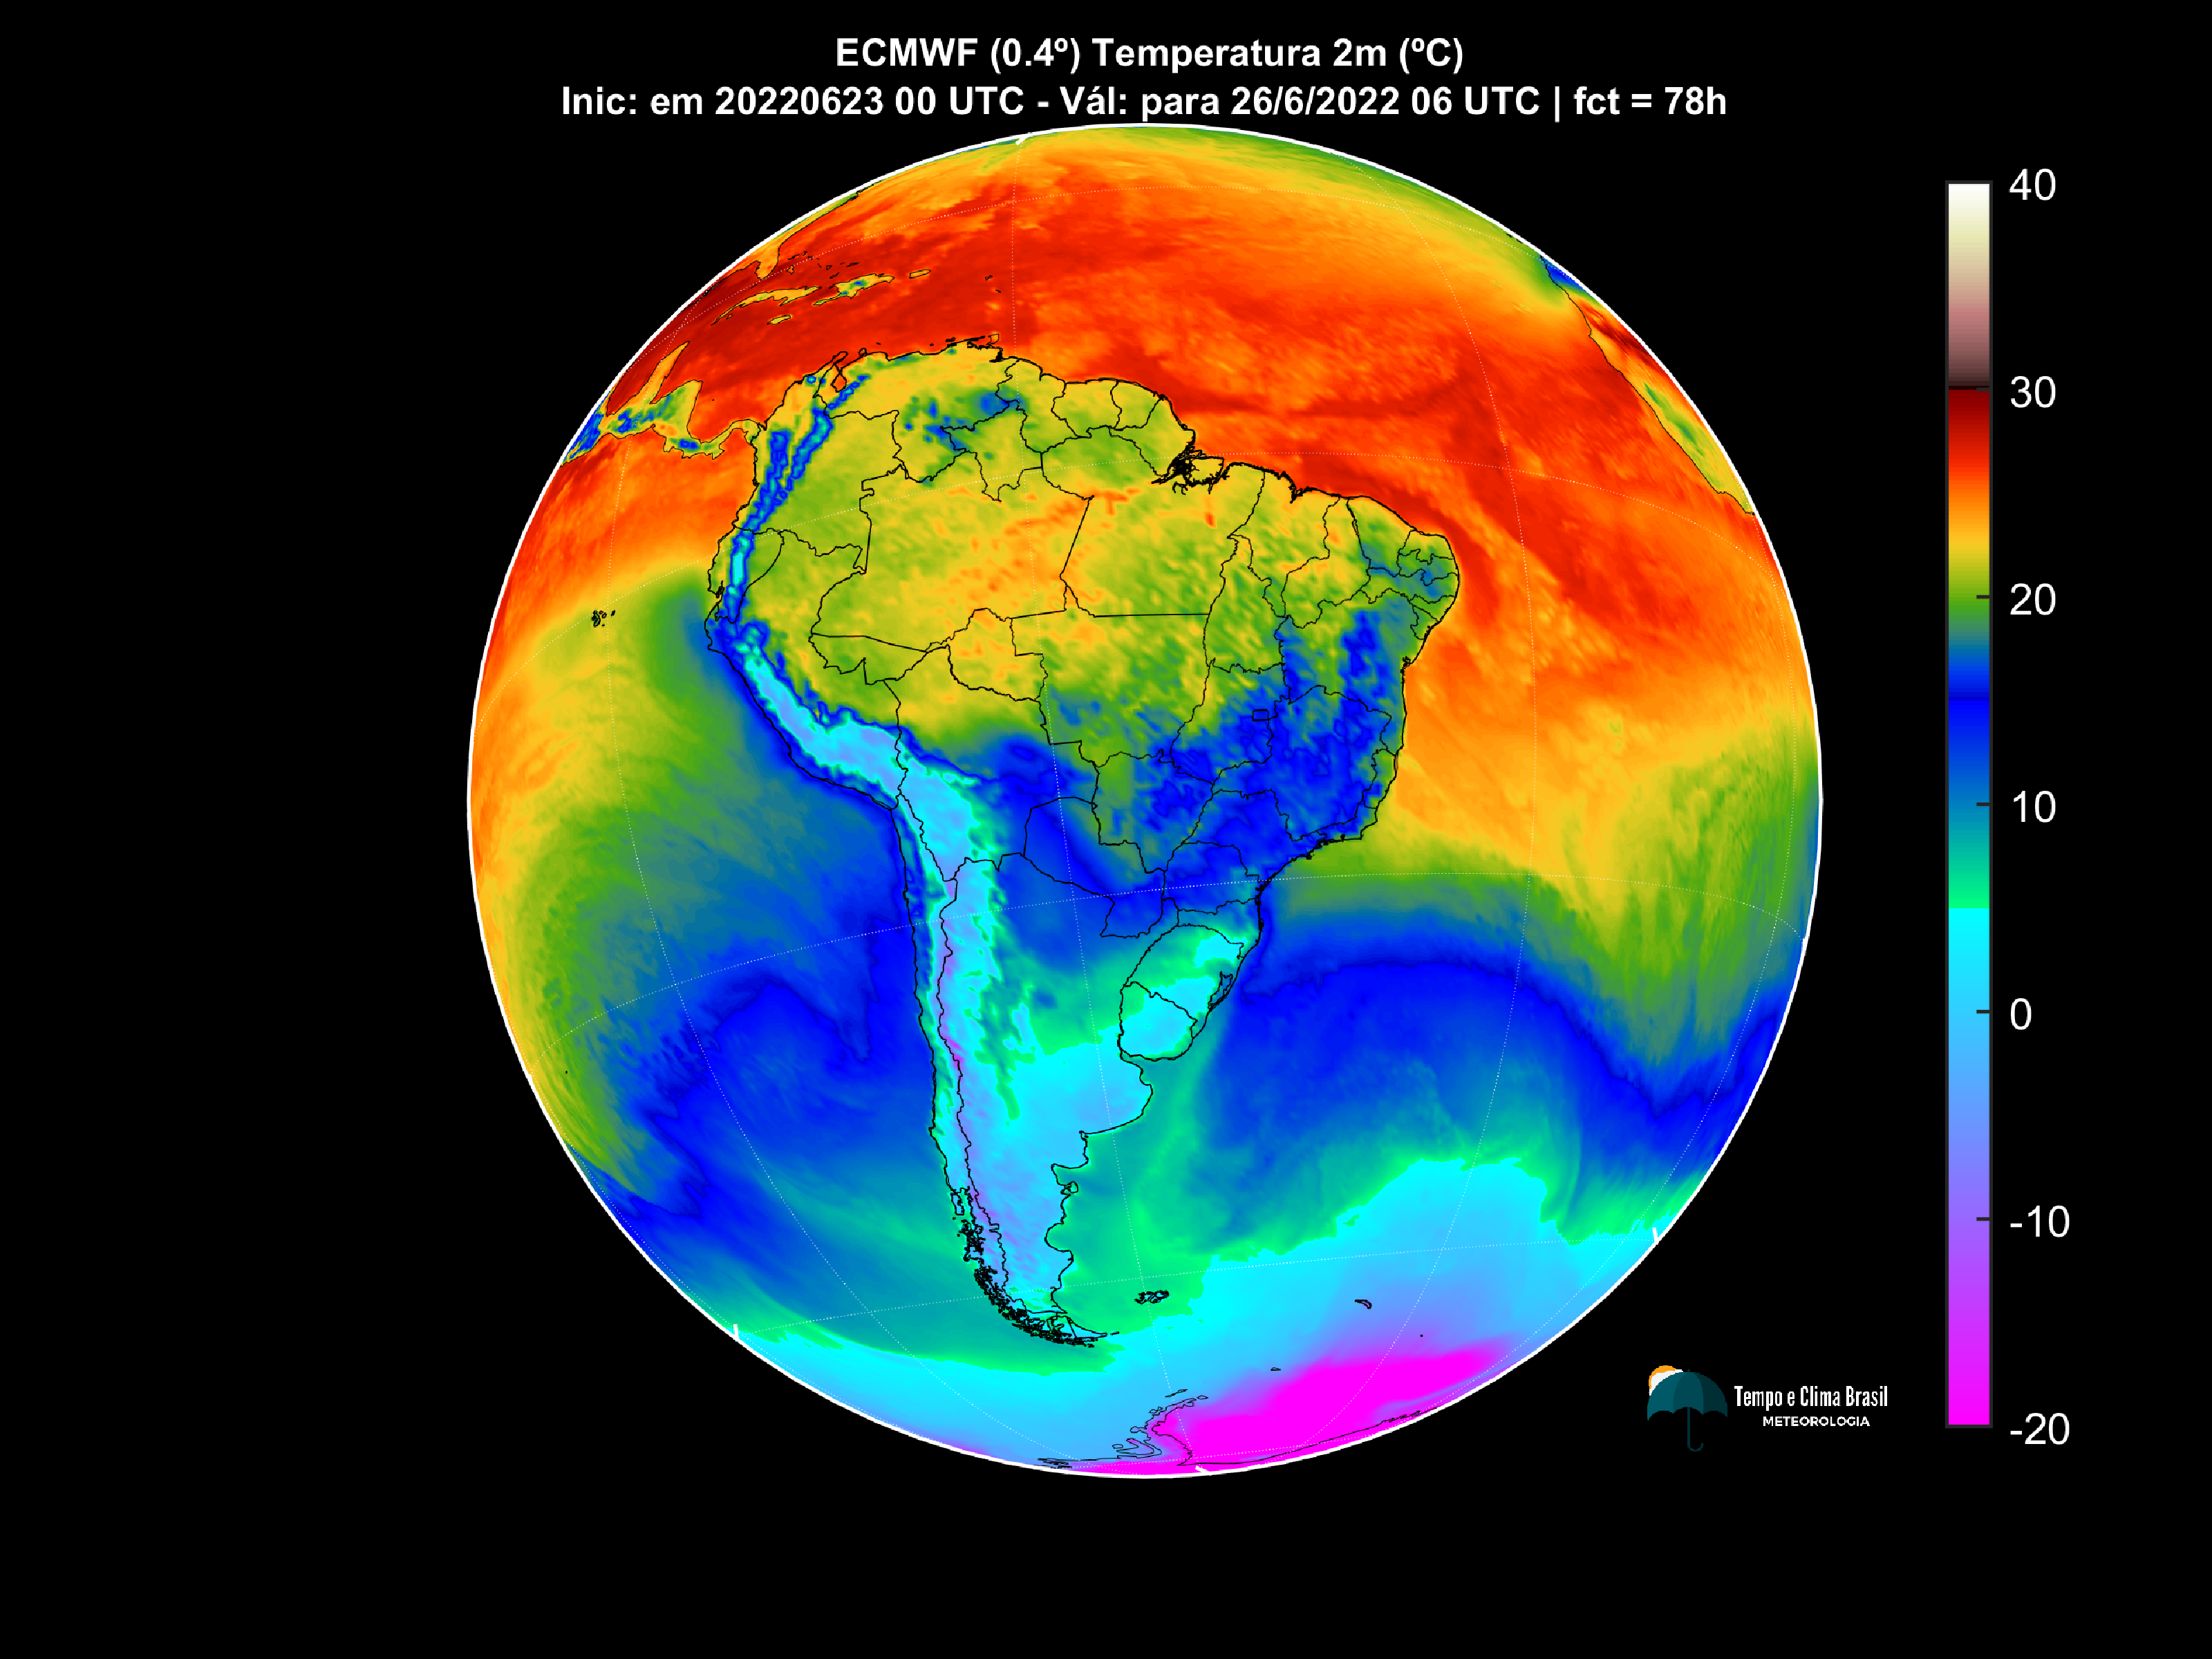 ECMWF (0.4º) Temperatura 2m (ºC)
Inic: em 20220623 00 UTC - Vál: para 26/6/2022 06 UTC | fct = 78h
40
30
20
10
0
-10
-20
Tempo e Clima Brasil
METEOROLOGIA